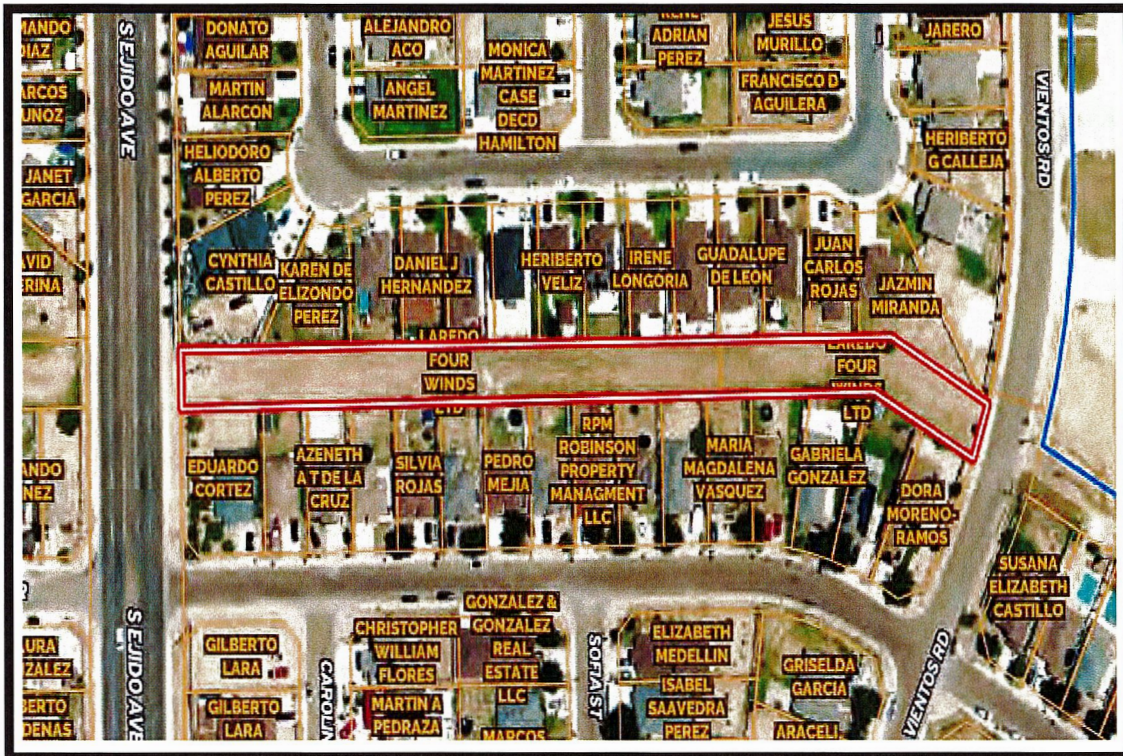 MANDO
DIAZ
S EJIDO AVE
DONATO
AGUILAR
ALEJANDRO
ACO
MONICA
MARTINEZ
CASE
DECD
HAMILTON
ADRIAN
PEREZ
JESUS
MURILLO
JARERO
MARCOS
MUNOZ
MARTIN
ALARCON
ANGEL
MARTINEZ
FRANCISCO D
AGUILERA
VIENTOS RD
JANET
GARCIA
HELIODORO
ALBERTO
PEREZ
HERIBERTO
G CALLEJA
CYNTHIA
CASTILLO
KAREN DE
ELIZONDO
PEREZ
DANIEL J
HERNANDEZ
HERIBERTO
VELIZ
IRENE
LONGORIA
GUADALUPE
DE LEON
JUAN
CARLOS
ROJAS
JAZMIN
MIRANDA
LAREDO
FOUR
WINDS
LTD
LAREDO
FOUR
WINDS
LTD
EDUARDO
CORTEZ
AZENETH
A T DE LA
CRUZ
SILVIA
ROJAS
PEDRO
MEJIA
RPM
ROBINSON
PROPERTY
MANAGMENT
LLC
MARIA
MAGDALENA
VASQUEZ
GABRIELA
GONZALEZ
DORA
MORENO-
RAMOS
SUSANA
ELIZABETH
CASTILLO
S EJIDO AVE
GILBERTO
LARA
GILBERTO
LARA
CAROLIN
CHRISTOPHER
WILLIAM
FLORES
MARTIN A
PEDRAZA
GONZALEZ &
GONZALEZ
REAL
ESTATE
LLC
MARCOS
SOFIA ST
ELIZABETH
MEDELLIN
ISABEL
SAAVEDRA
PEREZ
GRISELDA
GARCIA
ARACELI
VIENTOS RD